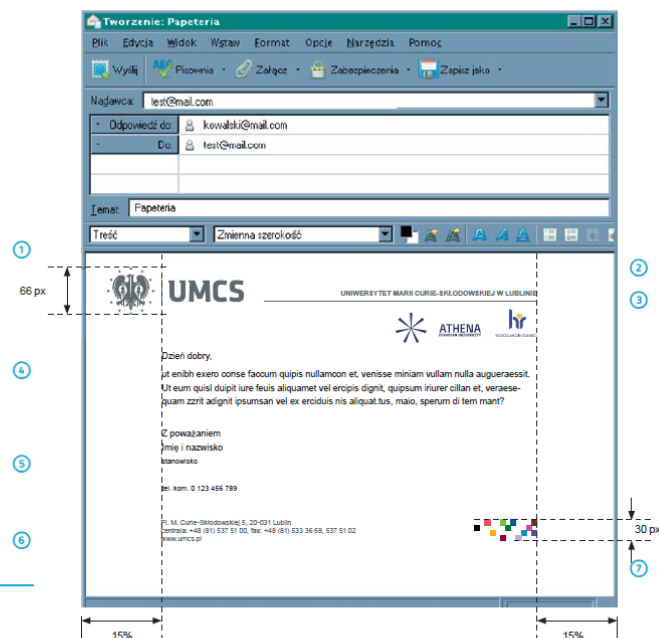 Tworzenie: Papeteria
Plik Edycja Widok Wstaw Format Opcje Narzędzia Pomoc
Wyślij Pisownia Załącz Zabezpieczenia Zapisz jako
Nadawca: test@mail.com
Odpowiedź do: kowalski@mail.com
Do: test@mail.com
Temat: Papeteria
Treść Zmienna szerokość
1
2
66 px
UMCS
UNIWERSYTET MARII CURIE-SKŁODOWSKIEJ W LUBLINIE
3
ATHENA
hr
Dzień dobry,
4
ut enibh exero conse faccum quipis nullamcon et, venisse miniam vullam nulla augueraessit.
Ut eum quisl duipit iure feuis aliquamet vel ercipis dignit, quipsum iriurer cillan et, veraese-
quam zzrit adignit ipsumsan vel ex erciduis nis aliquat.tus, maio, sperum di tem mant?
Z poważaniem
Imię i nazwisko
5
stanowisko
tel. kom. 0 123 456 789
Pl. M. Curie-Skłodowskiej 5, 20-031 Lublin
centrala: +48 (81) 537 51 00, fax: +48 (81) 533 36 69, 537 51 02
www.umcs.pl
30 px
6
7
15%
15%